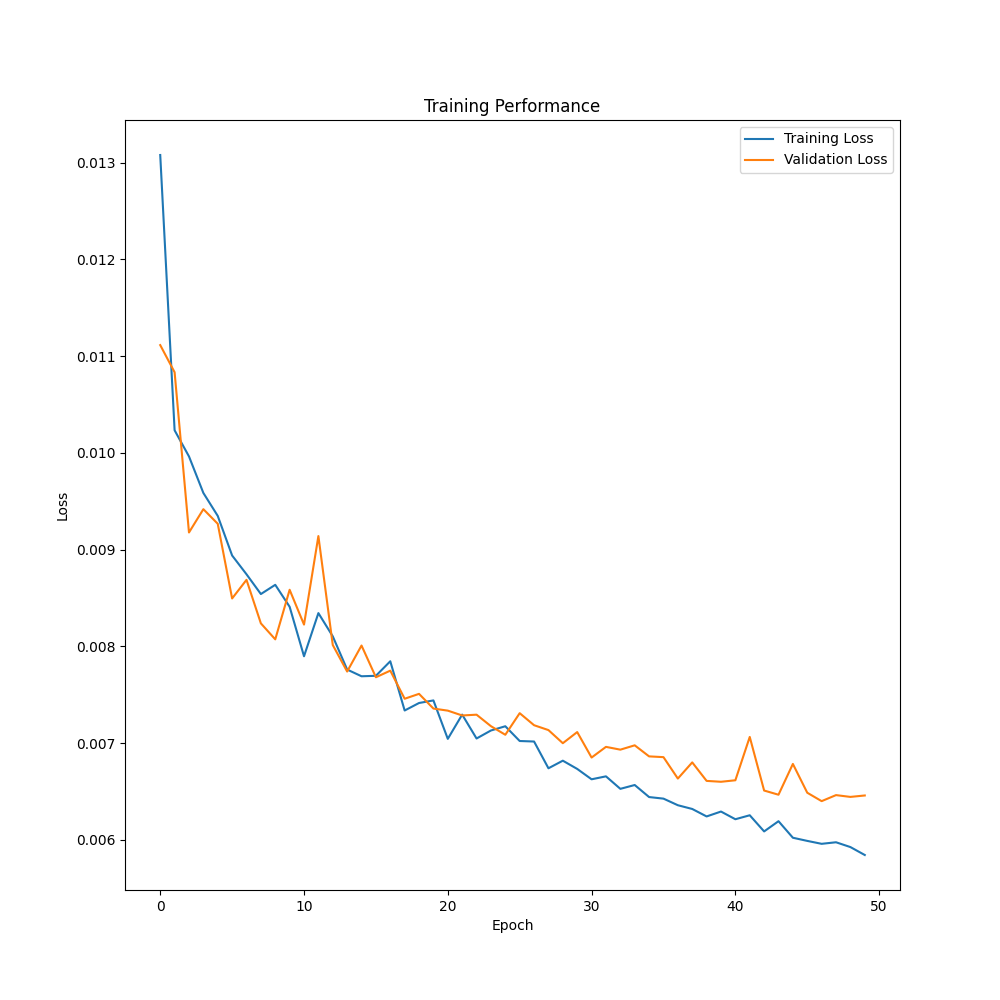 Training Performance
Training Loss
Validation Loss
0.013
0.012
0.011
0.010
0.009
0.008
0.007
0.006
Loss
0 10 20 30 40 50
Epoch